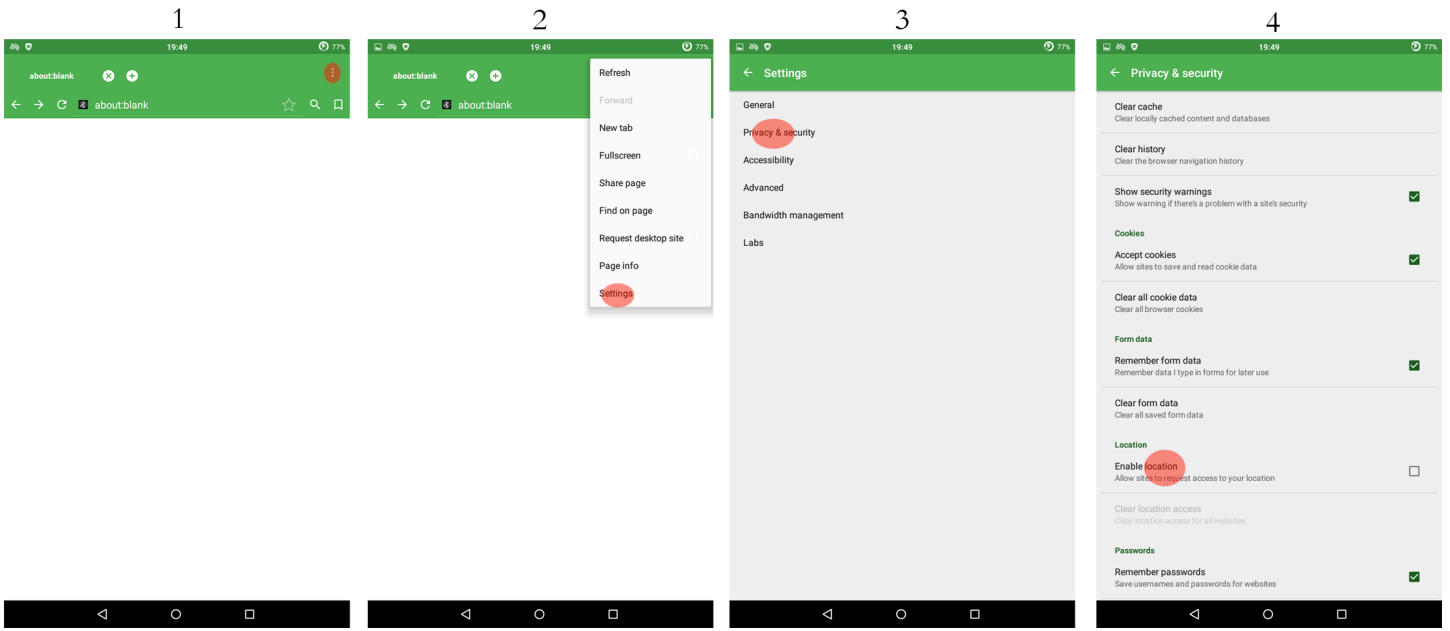 1
19:49
77%
about:blank
about:blank
2
19:49
77%
about:blank
about:blank
Refresh
Forward
New tab
Fullscreen
Share page
Find on page
Request desktop site
Page info
Settings
3
19:49
77%
Settings
General
Privacy & security
Accessibility
Advanced
Bandwidth management
Labs
4
19:49
77%
Privacy & security
Clear cache
Clear locally cached content and databases
Clear history
Clear the browser navigation history
Show security warnings
Show warning if there's a problem with a site's security
Cookies
Accept cookies
Allow sites to save and read cookie data
Clear all cookie data
Clear all browser cookies
Form data
Remember form data
Remember data I type in forms for later use
Clear form data
Clear all saved form data
Location
Enable location
Allow sites to request access to your location
Clear location access
Clear location access for all websites
Passwords
Remember passwords
Save usernames and passwords for websites